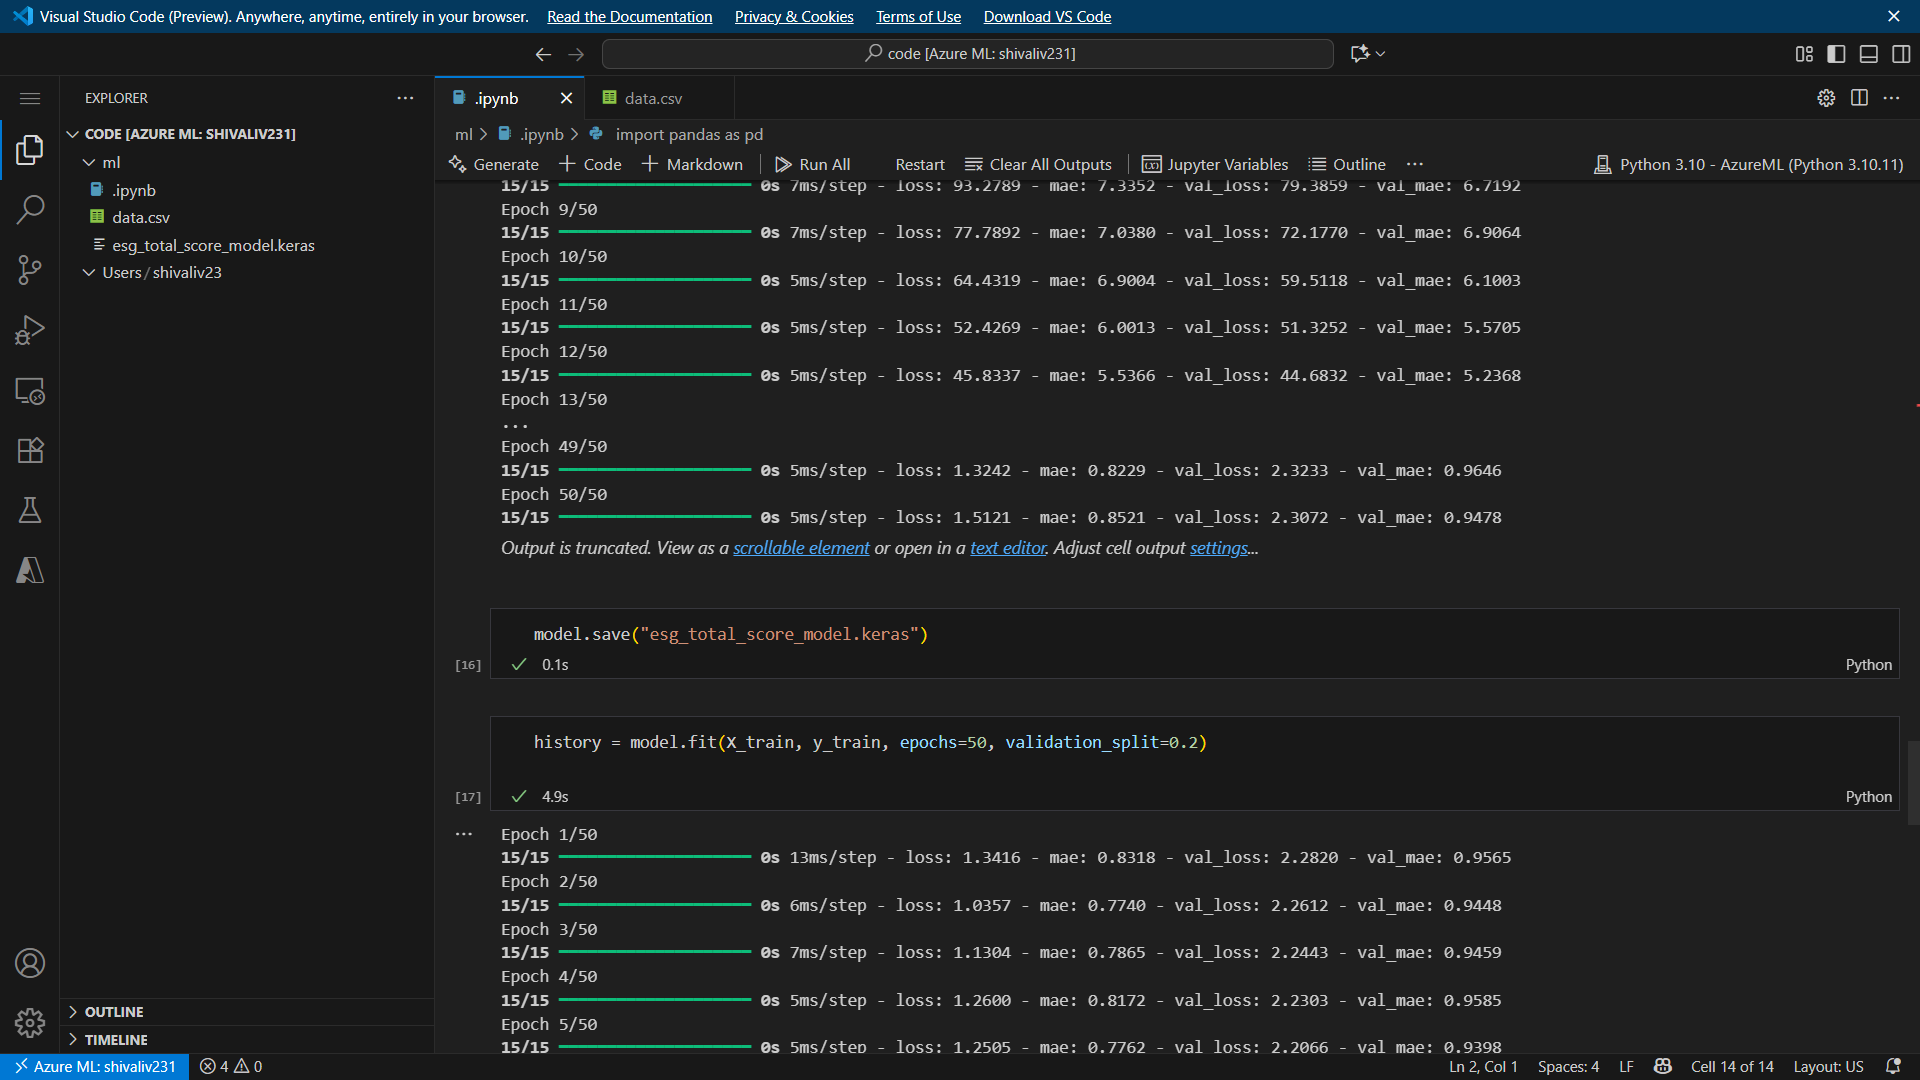 Visual Studio Code (Preview). Anywhere, anytime, entirely in your browser. Read the Documentation Privacy & Cookies Terms of Use Download VS Code
code [Azure ML: shivaliv231]
EXPLORER
CODE [AZURE ML: SHIVALIV231]
ml
.ipynb
data.csv
esg_total_score_model.keras
Users / shivaliv23
OUTLINE
TIMELINE
.ipynb data.csv
ml > .ipynb > import pandas as pd
Generate + Code + Markdown Run All Restart Clear All Outputs Jupyter Variables Outline ... Python 3.10 - AzureML (Python 3.10.11)
15/15 0s 7ms/step - loss: 93.2789 - mae: 7.3352 - val_loss: 79.3859 - val_mae: 6.7192
Epoch 9/50
15/15 0s 7ms/step - loss: 77.7892 - mae: 7.0380 - val_loss: 72.1770 - val_mae: 6.9064
Epoch 10/50
15/15 0s 5ms/step - loss: 64.4319 - mae: 6.9004 - val_loss: 59.5118 - val_mae: 6.1003
Epoch 11/50
15/15 0s 5ms/step - loss: 52.4269 - mae: 6.0013 - val_loss: 51.3252 - val_mae: 5.5705
Epoch 12/50
15/15 0s 5ms/step - loss: 45.8337 - mae: 5.5366 - val_loss: 44.6832 - val_mae: 5.2368
Epoch 13/50
...
Epoch 49/50
15/15 0s 5ms/step - loss: 1.3242 - mae: 0.8229 - val_loss: 2.3233 - val_mae: 0.9646
Epoch 50/50
15/15 0s 5ms/step - loss: 1.5121 - mae: 0.8521 - val_loss: 2.3072 - val_mae: 0.9478
Output is truncated. View as a scrollable element or open in a text editor. Adjust cell output settings...
model.save("esg_total_score_model.keras")
[16] 0.1s Python
history = model.fit(X_train, y_train, epochs=50, validation_split=0.2)
[17] 4.9s Python
... Epoch 1/50
15/15 0s 13ms/step - loss: 1.3416 - mae: 0.8318 - val_loss: 2.2820 - val_mae: 0.9565
Epoch 2/50
15/15 0s 6ms/step - loss: 1.0357 - mae: 0.7740 - val_loss: 2.2612 - val_mae: 0.9448
Epoch 3/50
15/15 0s 7ms/step - loss: 1.1304 - mae: 0.7865 - val_loss: 2.2443 - val_mae: 0.9459
Epoch 4/50
15/15 0s 5ms/step - loss: 1.2600 - mae: 0.8172 - val_loss: 2.2303 - val_mae: 0.9585
Epoch 5/50
15/15 0s 5ms/step - loss: 1.2505 - mae: 0.7762 - val_loss: 2.2066 - val_mae: 0.9398
Azure ML: shivaliv231 4 0 Ln 2, Col 1 Spaces: 4 LF Cell 14 of 14 Layout: US